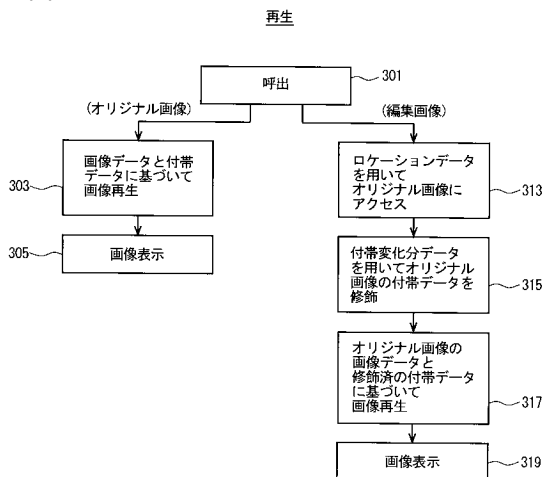 再生
呼出
301
(オリジナル画像)
(編集画像)
画像データと付帯
データに基づいて
画像再生
303
画像表示
305
ロケーションデータ
を用いて
オリジナル画像に
アクセス
313
付帯変化分データ
を用いてオリジナル
画像の付帯データを
修飾
315
オリジナル画像の
画像データと
修飾済の付帯データ
に基づいて
画像再生
317
画像表示
319